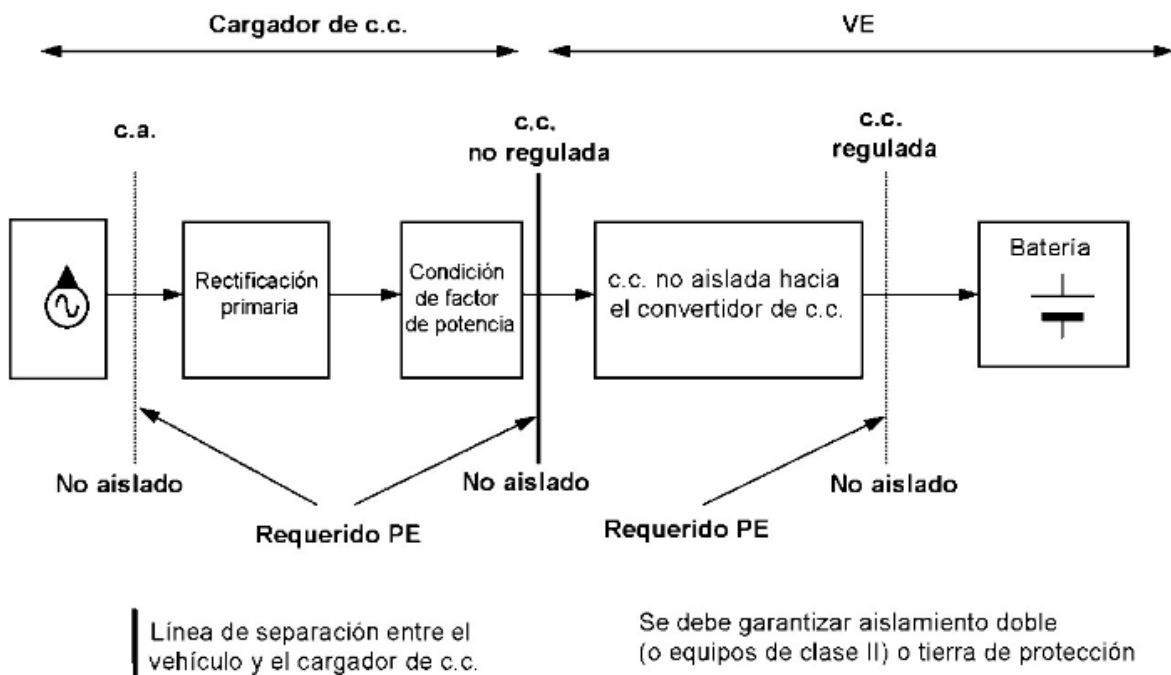 Cargador de c.c.
VE
c.a.
c.c.
no regulada
c.c.
regulada
Rectificación
primaria
Condición
de factor
de potencia
c.c. no aislada hacia
el convertidor de c.c.
Batería
No aislado
No aislado
No aislado
Requerido PE
Requerido PE
Línea de separación entre el
vehículo y el cargador de c.c.
Se debe garantizar aislamiento doble
(o equipos de clase II) o tierra de protección